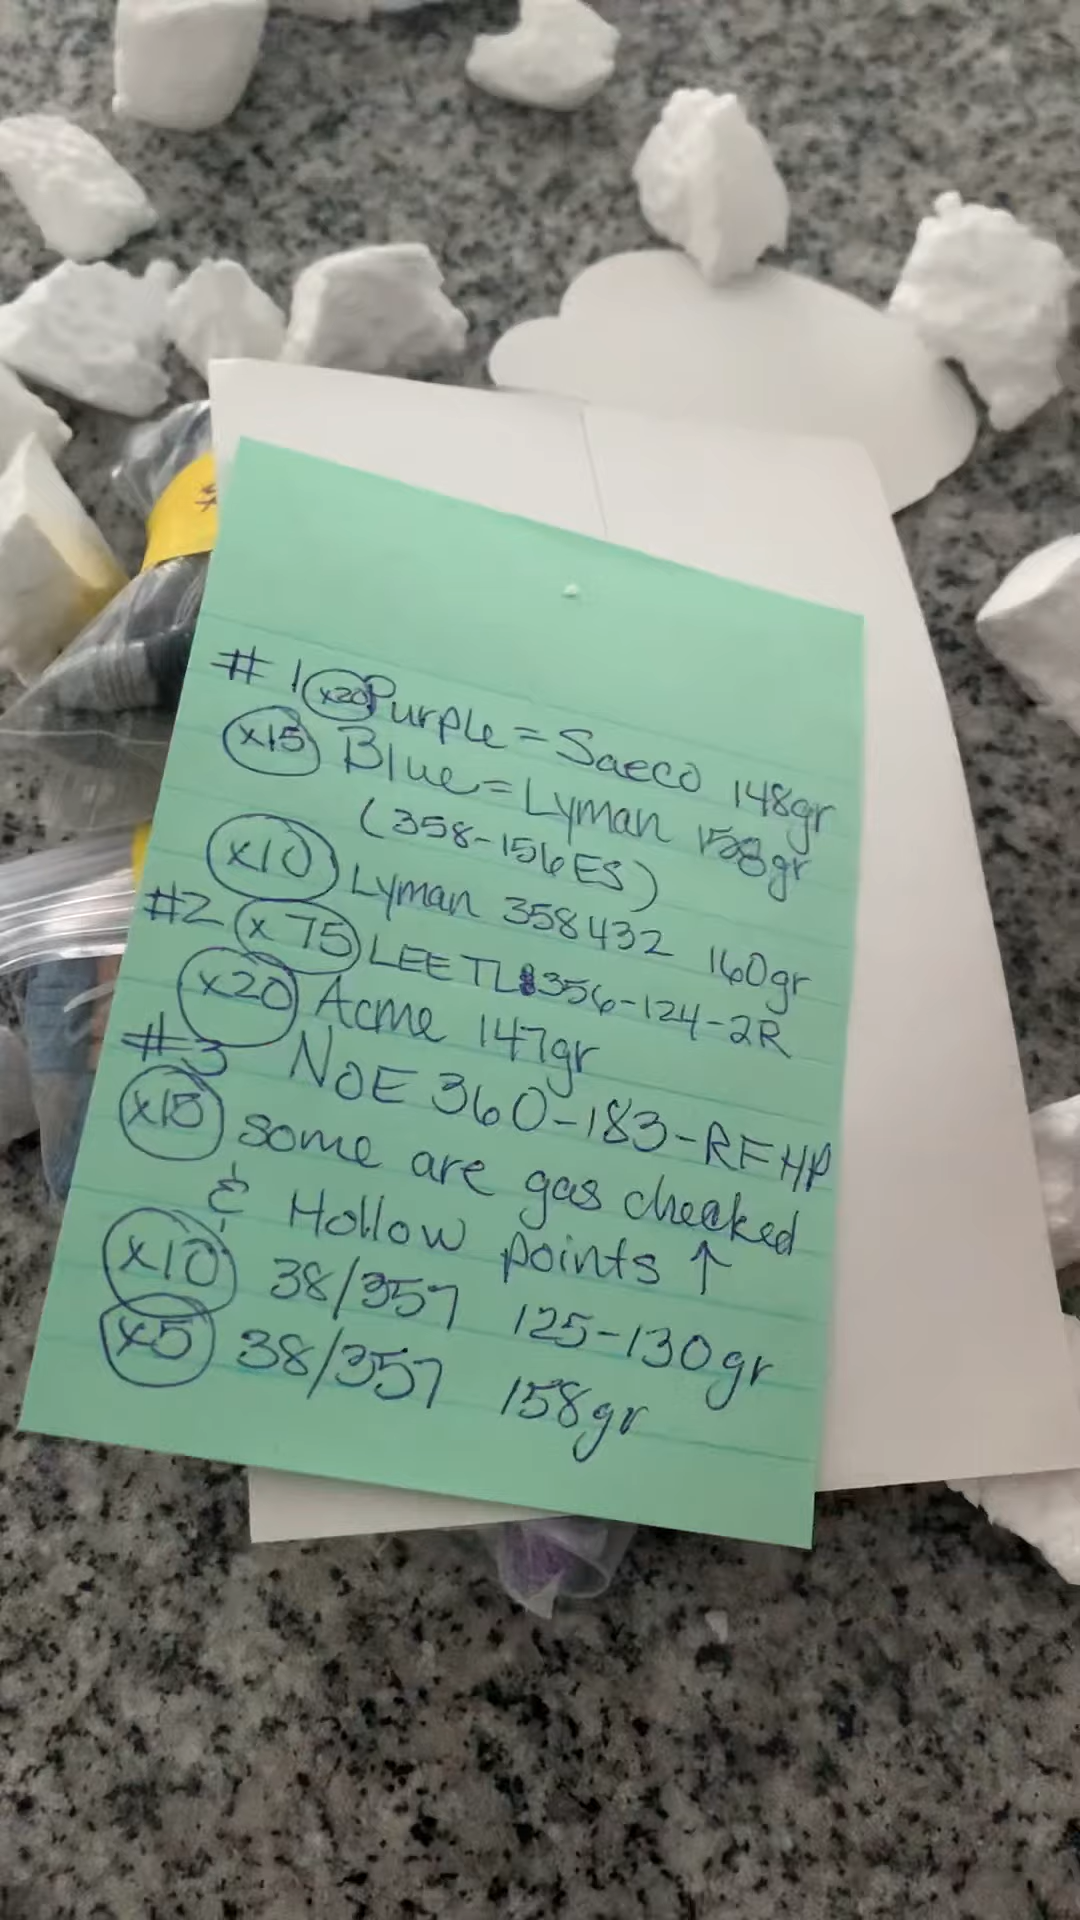 #1 x20 Purple = Saeco 148gr
x15 Blue = Lyman 158gr
(358-156ES)
x10 Lyman 358432 160gr
#2 x75 LEE TL356-124-2R
x20 Acme 147gr
#3 NOE 360-183-RFHP
x18 some are gas checked
& Hollow points ↑
x10 38/357 125-130gr
x5 38/357 158gr